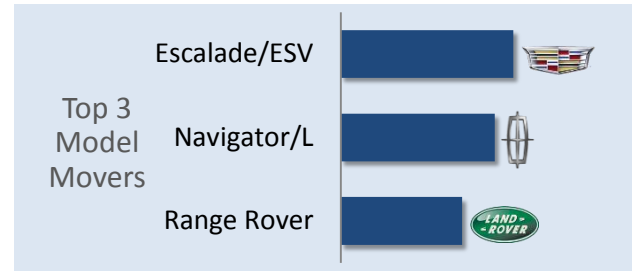 Escalade/ESV
Top 3
Model
Movers
Navigator/L
Range Rover
LAND-
-ROVER